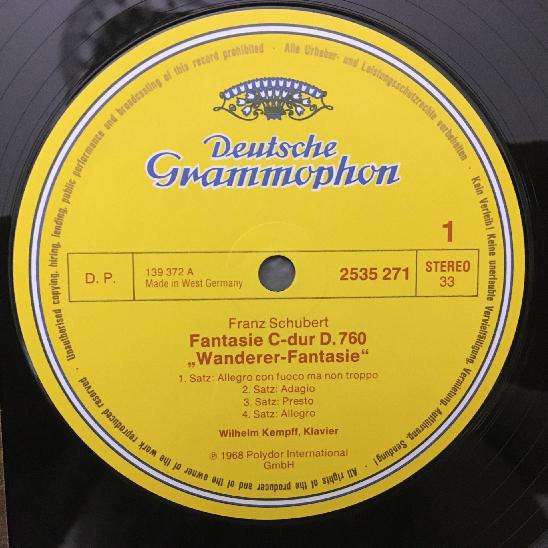 Unauthorised copying, hiring, lending, public performance and broadcasting of this record prohibited · Alle Urheber- und Leistungsschutzrechte vorbehalten · Kein Verleih! Keine unerlaubte Vervielfältigung, Vermietung, Aufführung, Sendung! · All rights of the producer and of the owner of the work reproduced reserved ·
Deutsche
Grammophon
1
D. P.
139 372 A
Made in West Germany
2535 271
STEREO
33
Franz Schubert
Fantasie C-dur D.760
„Wanderer-Fantasie“
1. Satz: Allegro con fuoco ma non troppo
2. Satz: Adagio
3. Satz: Presto
4. Satz: Allegro
Wilhelm Kempff, Klavier
℗ 1968 Polydor International
GmbH